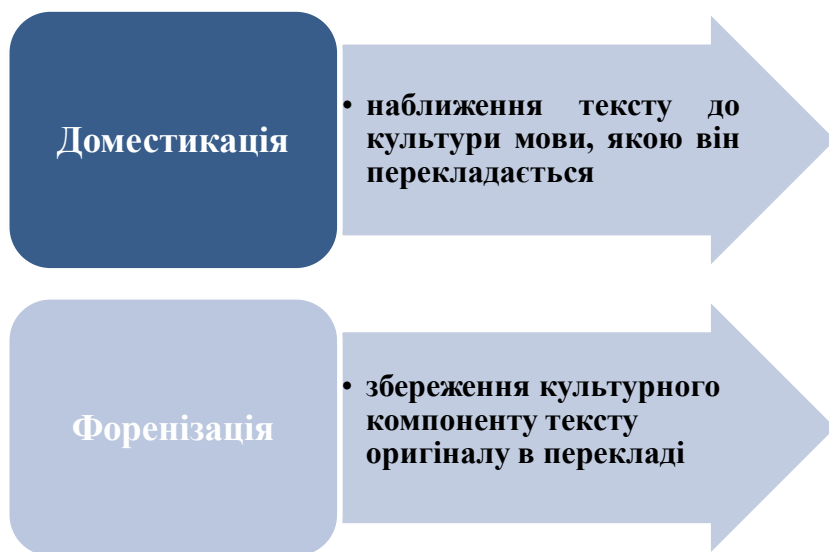 Доместикація
• наближення тексту до
культури мови, якою він
перекладається
Форенізація
• збереження культурного
компоненту тексту
оригіналу в перекладі